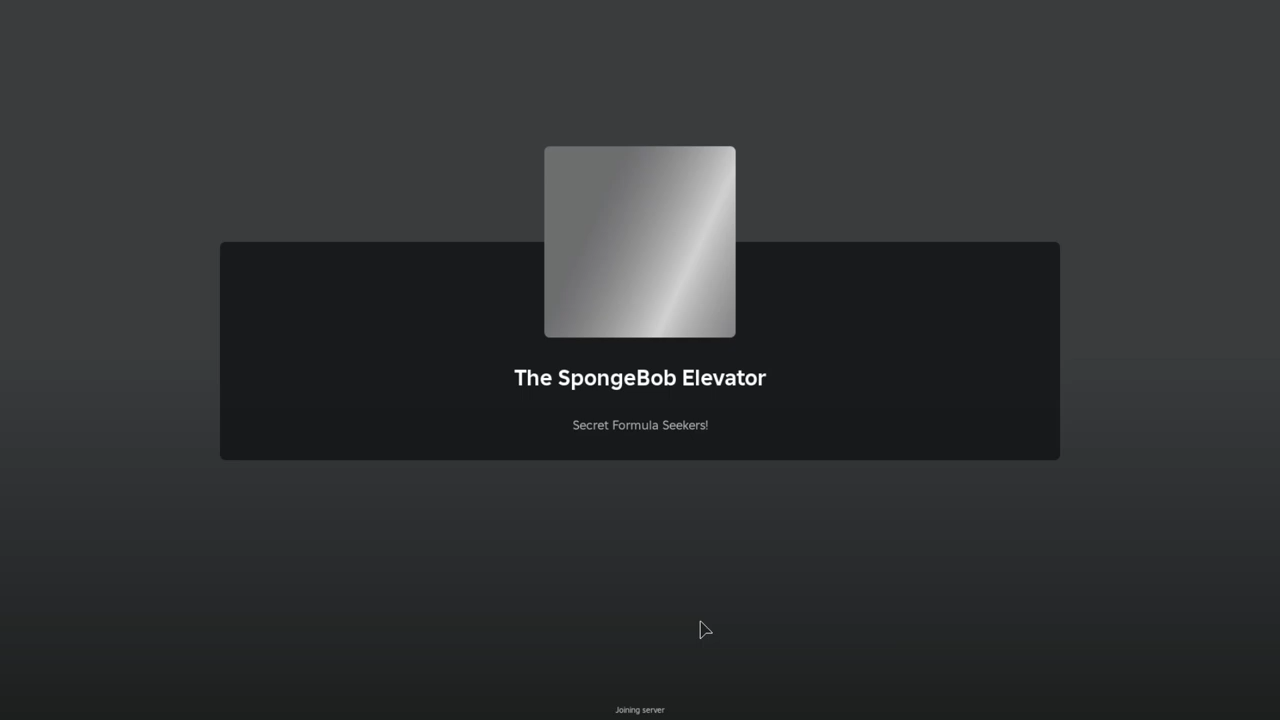 The SpongeBob Elevator
Secret Formula Seekers!
Joining server